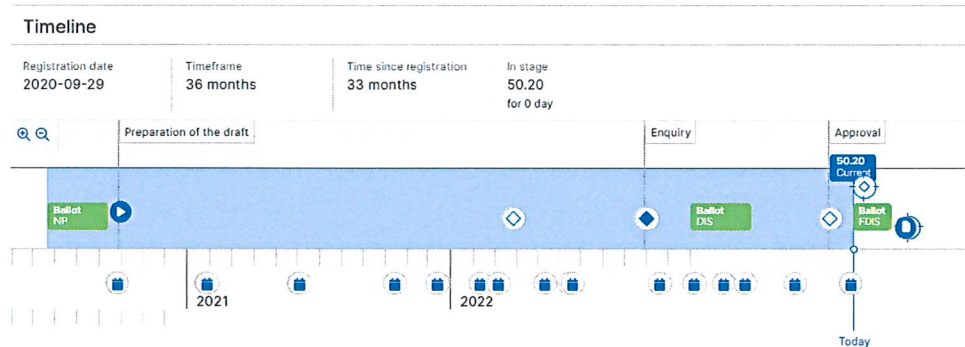 Timeline
Registration date
2020-09-29
Timeframe
36 months
Time since registration
33 months
In stage
50.20
for 0 day
Preparation of the draft
Enquiry
Approval
50.20
Current
Ballot
NP
Ballot
DIS
Ballot
FDIS
2021
2022
Today